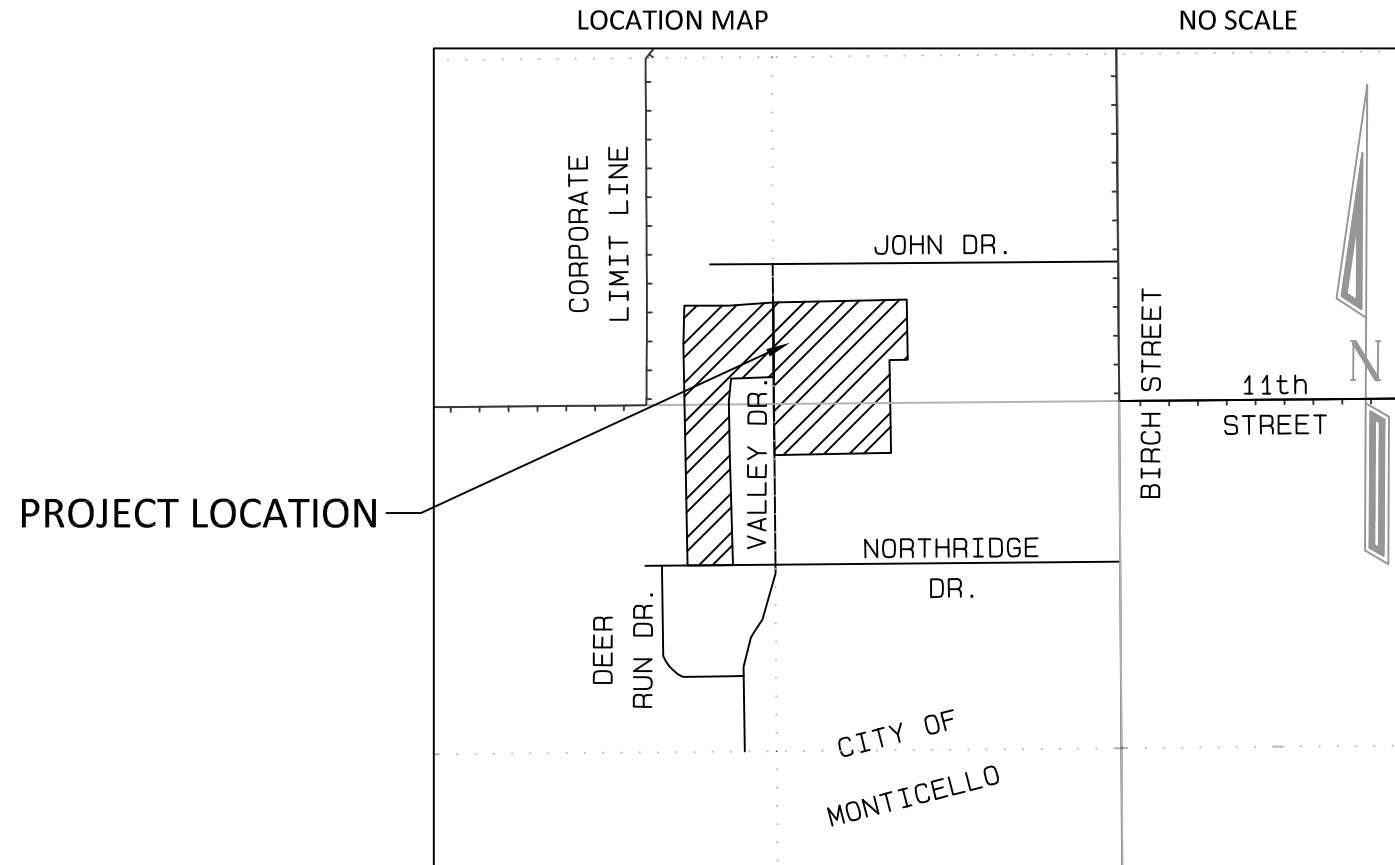 LOCATION MAP
NO SCALE
CORPORATE
LIMIT LINE
JOHN DR.
BIRCH STREET
N
11th
STREET
VALLEY DR.
PROJECT LOCATION
NORTHRIDGE
DR.
DEER
RUN DR.
CITY OF
MONTICELLO